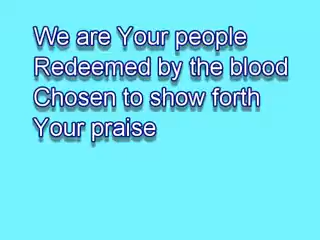 We are Your people
Redeemed by the blood
Chosen to show forth
Your praise